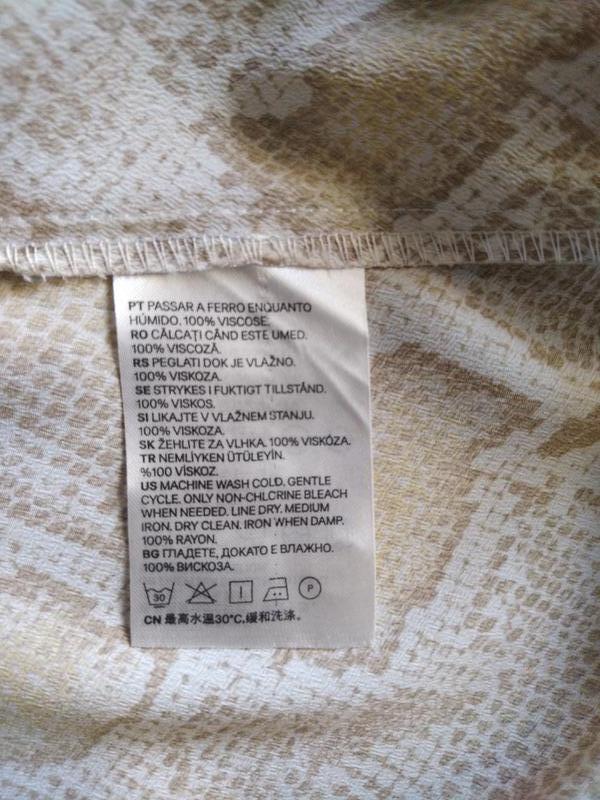 PT PASSAR A FERRO ENQUANTO
HÚMIDO. 100% VISCOSE.
RO CĂLCAŢI CÂND ESTE UMED.
100% VISCOZĂ.
RS PEGLATI DOK JE VLAŽNO.
100% VISKOZA.
SE STRYKES I FUKTIGT TILLSTÅND.
100% VISKOS.
SI LIKAJTE V VLAŽNEM STANJU.
100% VISKOZA.
SK ŽEHLITE ZA VLHKA. 100% VISKÓZA.
TR NEMLİYKEN ÜTÜLEYİN.
%100 VİSKOZ.
US MACHINE WASH COLD. GENTLE
CYCLE. ONLY NON-CHLORINE BLEACH
WHEN NEEDED. LINE DRY. MEDIUM
IRON. DRY CLEAN. IRON WHEN DAMP.
100% RAYON.
BG ГЛАДЕТЕ, ДОКАТО Е ВЛАЖНО.
100% ВИСКОЗА.
30 P
CN 最高水温30°C,缓和洗涤。